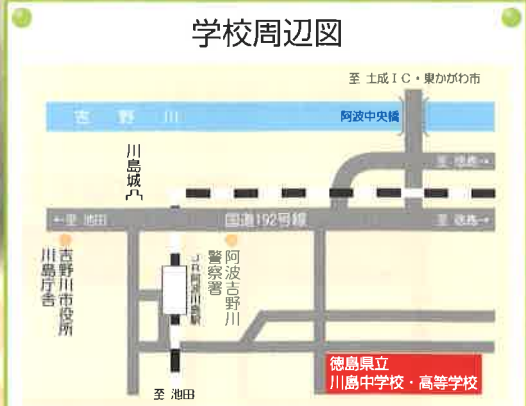 学校周辺図
至 土成IC・東かがわ市
吉野川
阿波中央橋
川島城
至 徳島→
←至 池田
国道192号線
至 徳島→
吉野川市役所
川島庁舎
JR阿波川島駅
阿波吉野川
警察署
徳島県立
川島中学校・高等学校
至 池田